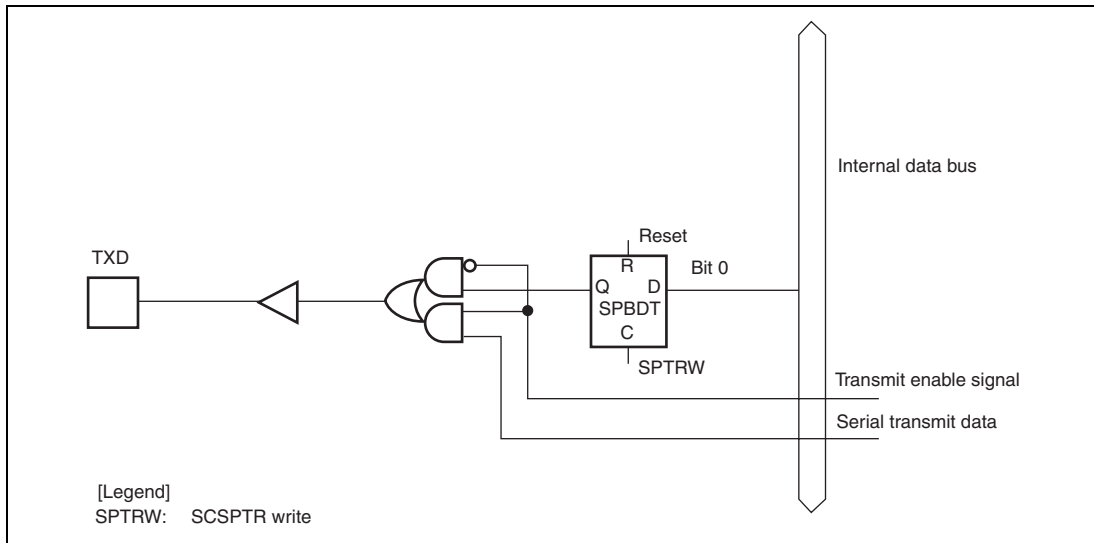 Internal data bus
Reset
TXD
R
Bit 0
Q D
SPBDT
C
SPTRW
Transmit enable signal
Serial transmit data
[Legend]
SPTRW: SCSPTR write